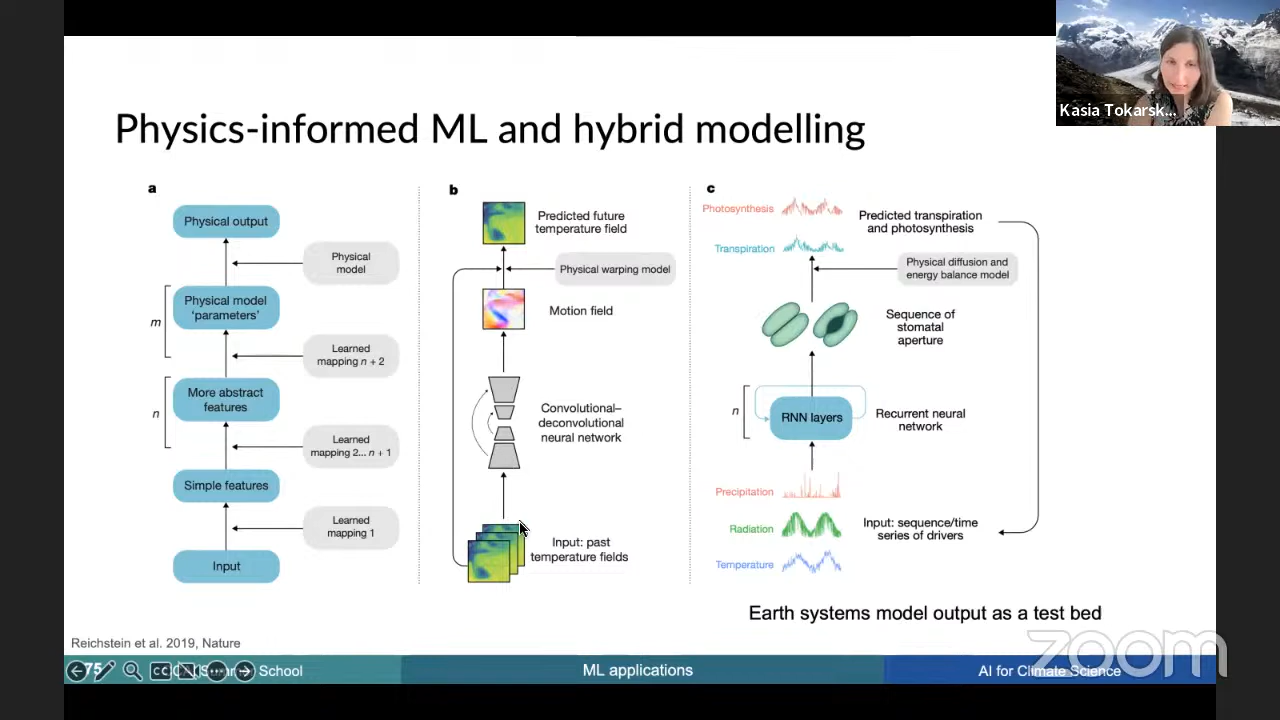 Kasia Tokarsk...
Physics-informed ML and hybrid modelling
a
Physical output
Physical
model
Physical model
'parameters'
m
Learned
mapping n + 2
More abstract
features
n
Learned
mapping 2... n + 1
Simple features
Learned
mapping 1
Input
b
Predicted future
temperature field
Physical warping model
Motion field
Convolutional–
deconvolutional
neural network
Input: past
temperature fields
c
Photosynthesis
Transpiration
Predicted transpiration
and photosynthesis
Physical diffusion and
energy balance model
Sequence of
stomatal
aperture
n
RNN layers
Recurrent neural
network
Precipitation
Radiation
Temperature
Input: sequence/time
series of drivers
Earth systems model output as a test bed
Reichstein et al. 2019, Nature
zoom
75
CC
School
ML applications
AI for Climate Science